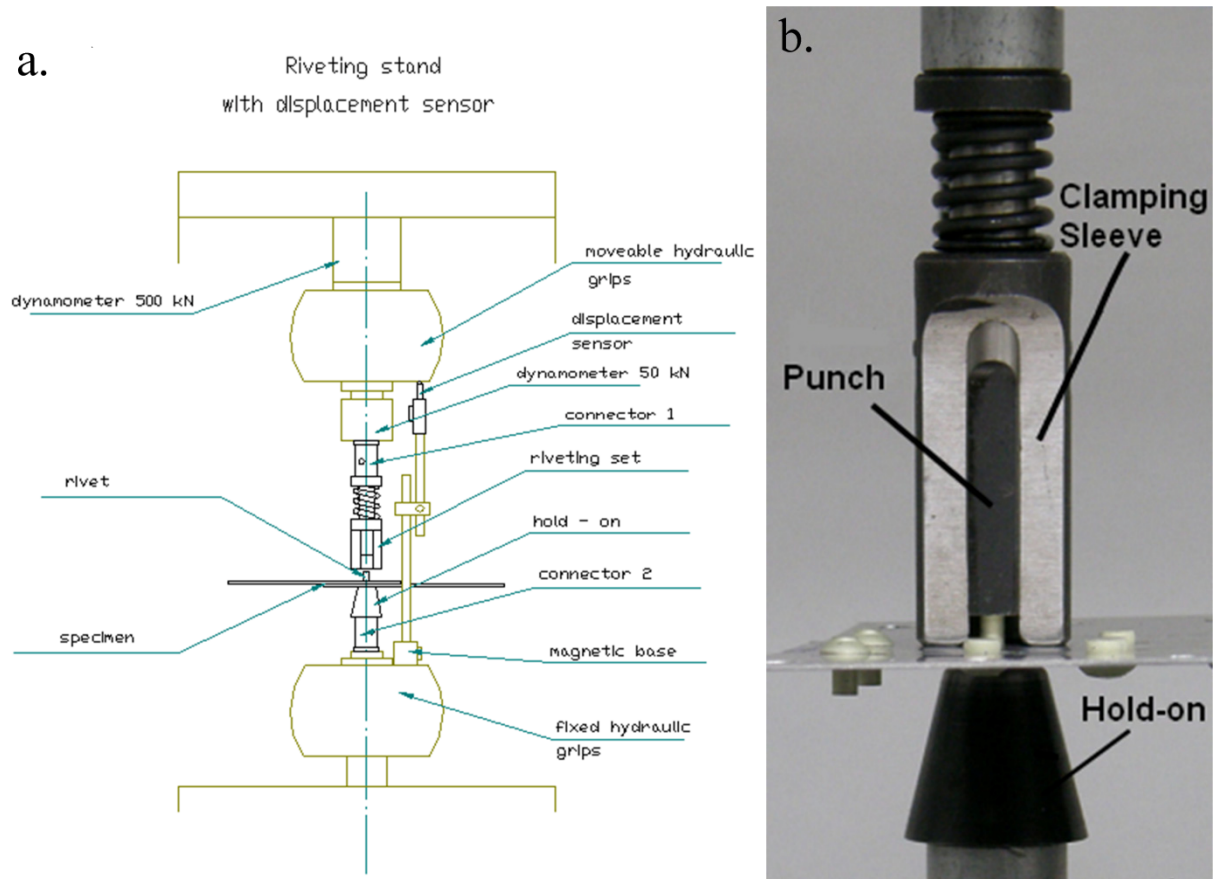 a.
Riveting stand
with displacement sensor
moveable hydraulic
grips
dynamometer 500 kN
displacement
sensor
dynamometer 50 kN
connector 1
riveting set
rivet
hold - on
connector 2
specimen
magnetic base
fixed hydraulic
grips
b.
Clamping
Sleeve
Punch
Hold-on